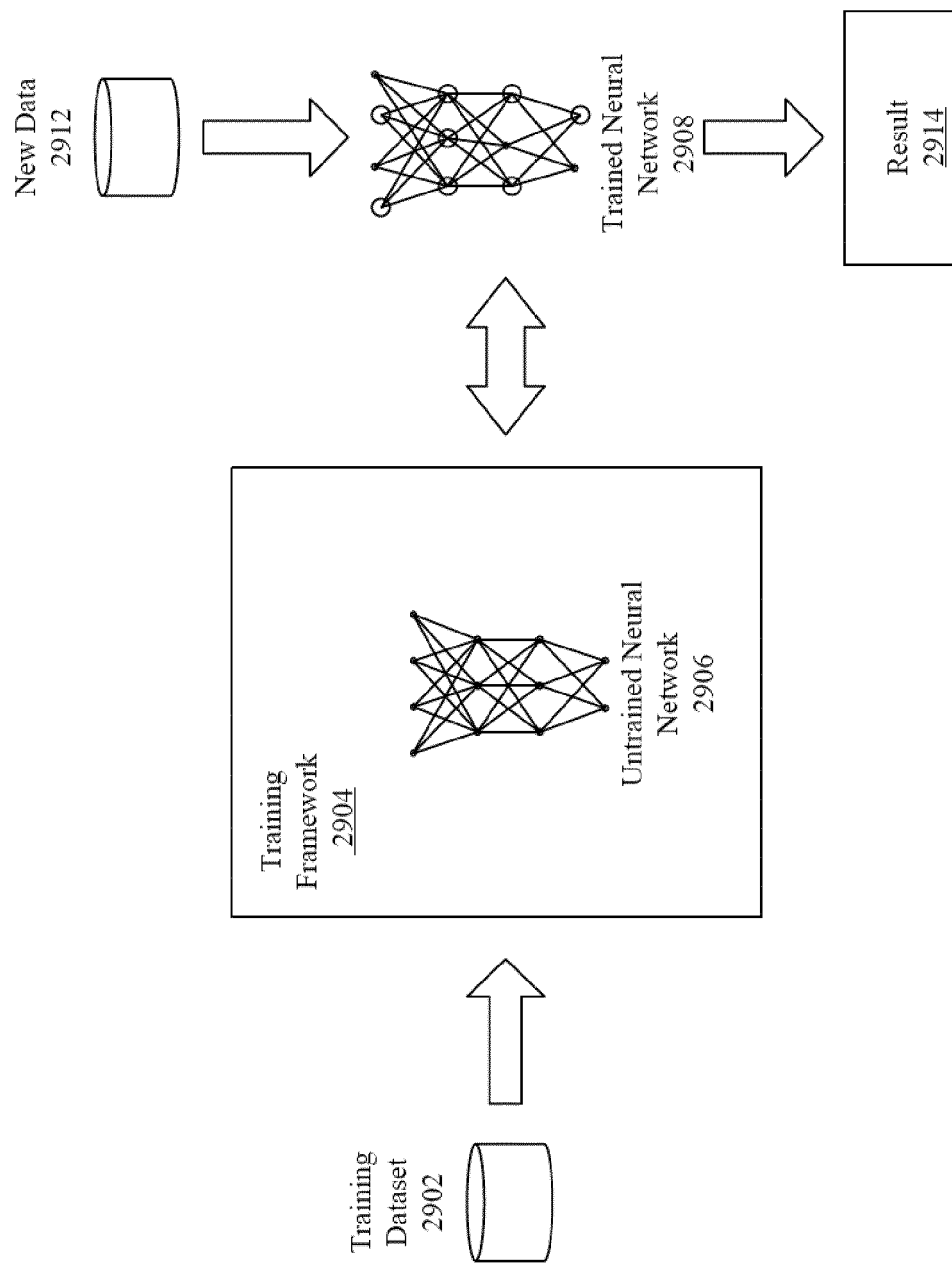 Training
Dataset
2902
Training
Framework
2904
Untrained Neural
Network
2906
New Data
2912
Trained Neural
Network
2908
Result
2914